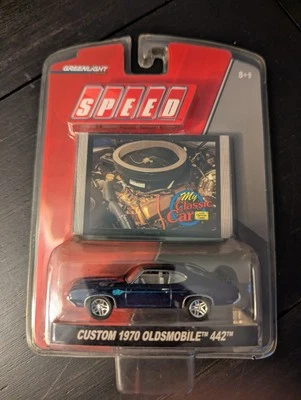 GREENLIGHT
8+
SPEED
My
Classic
Car
CUSTOM 1970 OLDSMOBILE™ 442™